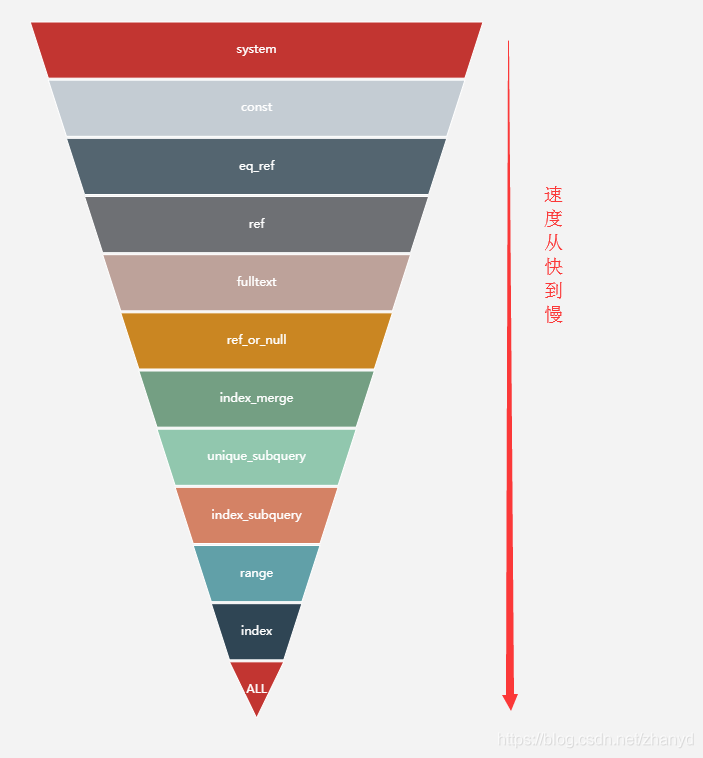 system
const
eq_ref
ref
fulltext
ref_or_null
index_merge
unique_subquery
index_subquery
range
index
ALL
速度从快到慢
https://blog.csdn.net/zhanyd